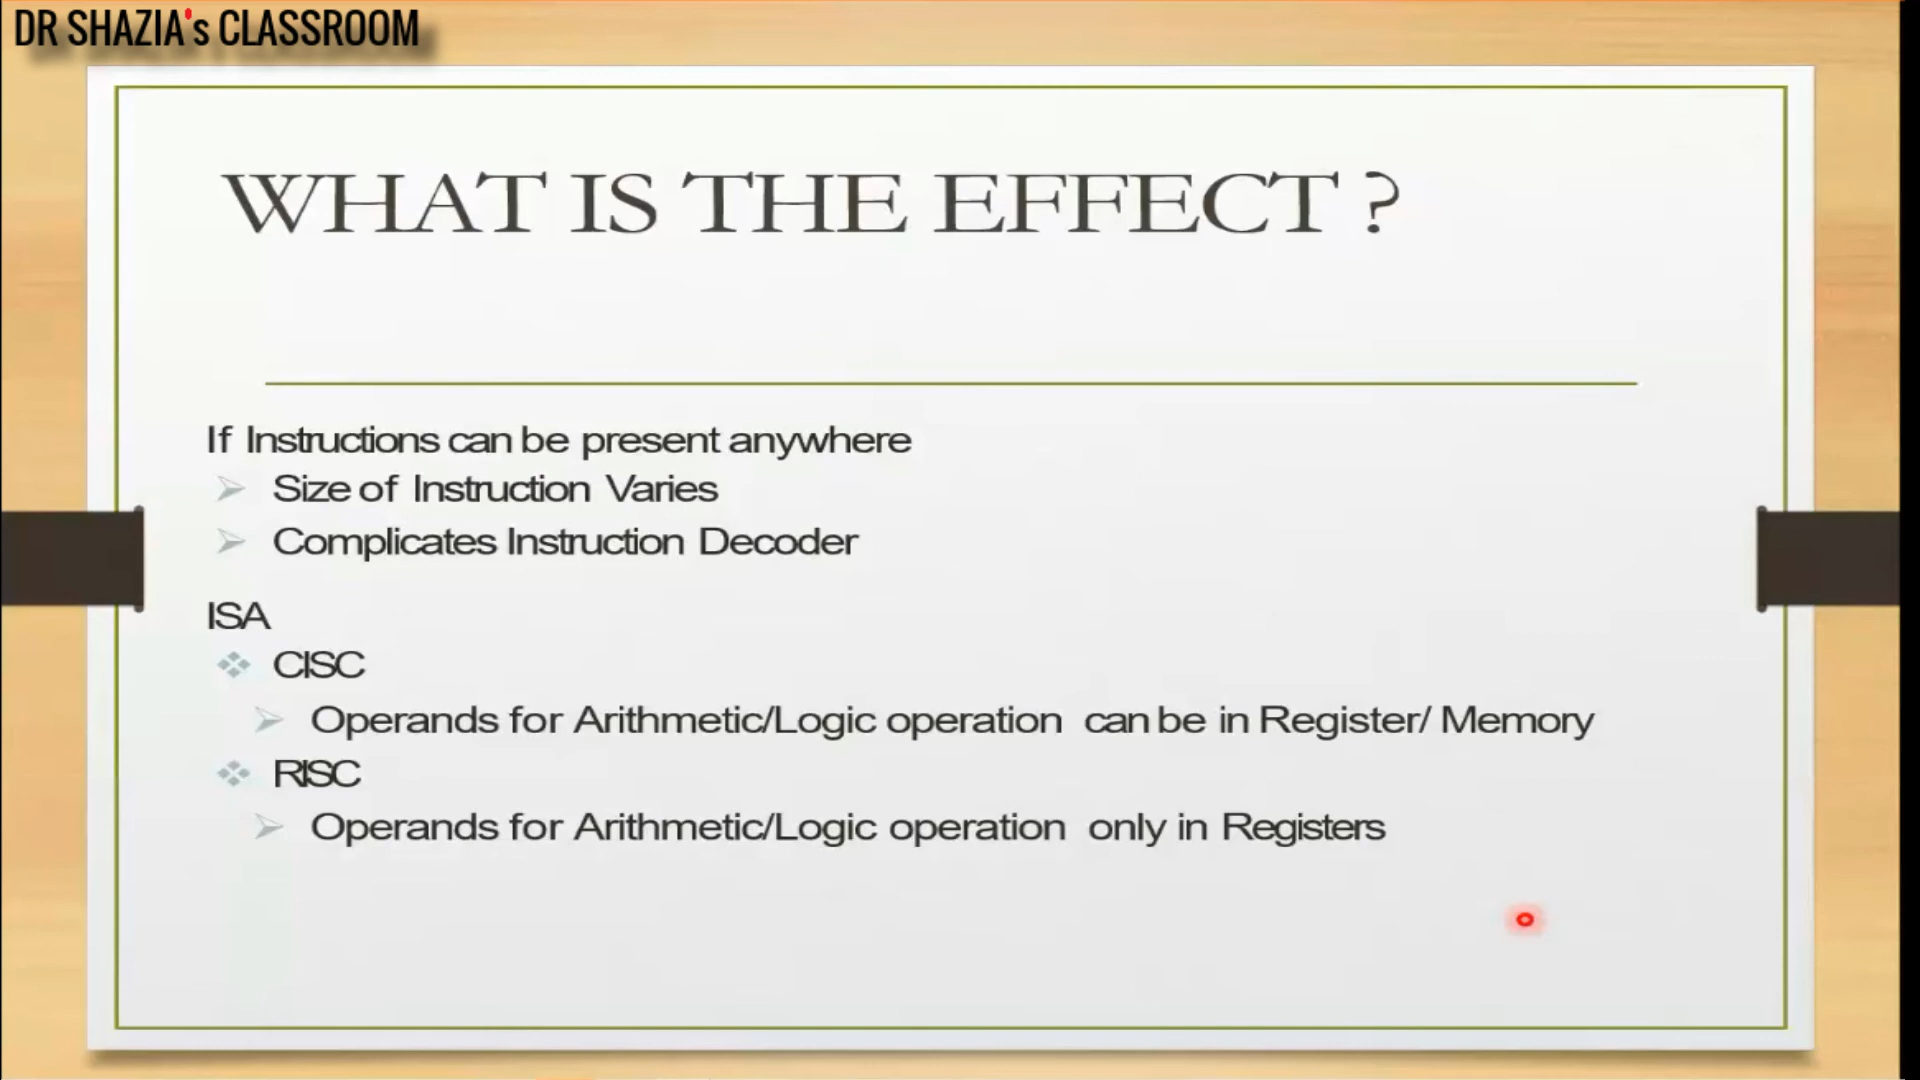 DR SHAZIA's CLASSROOM
WHAT IS THE EFFECT ?
If Instructions can be present anywhere
Size of Instruction Varies
Complicates Instruction Decoder
ISA
CISC
Operands for Arithmetic/Logic operation can be in Register/ Memory
RISC
Operands for Arithmetic/Logic operation only in Registers